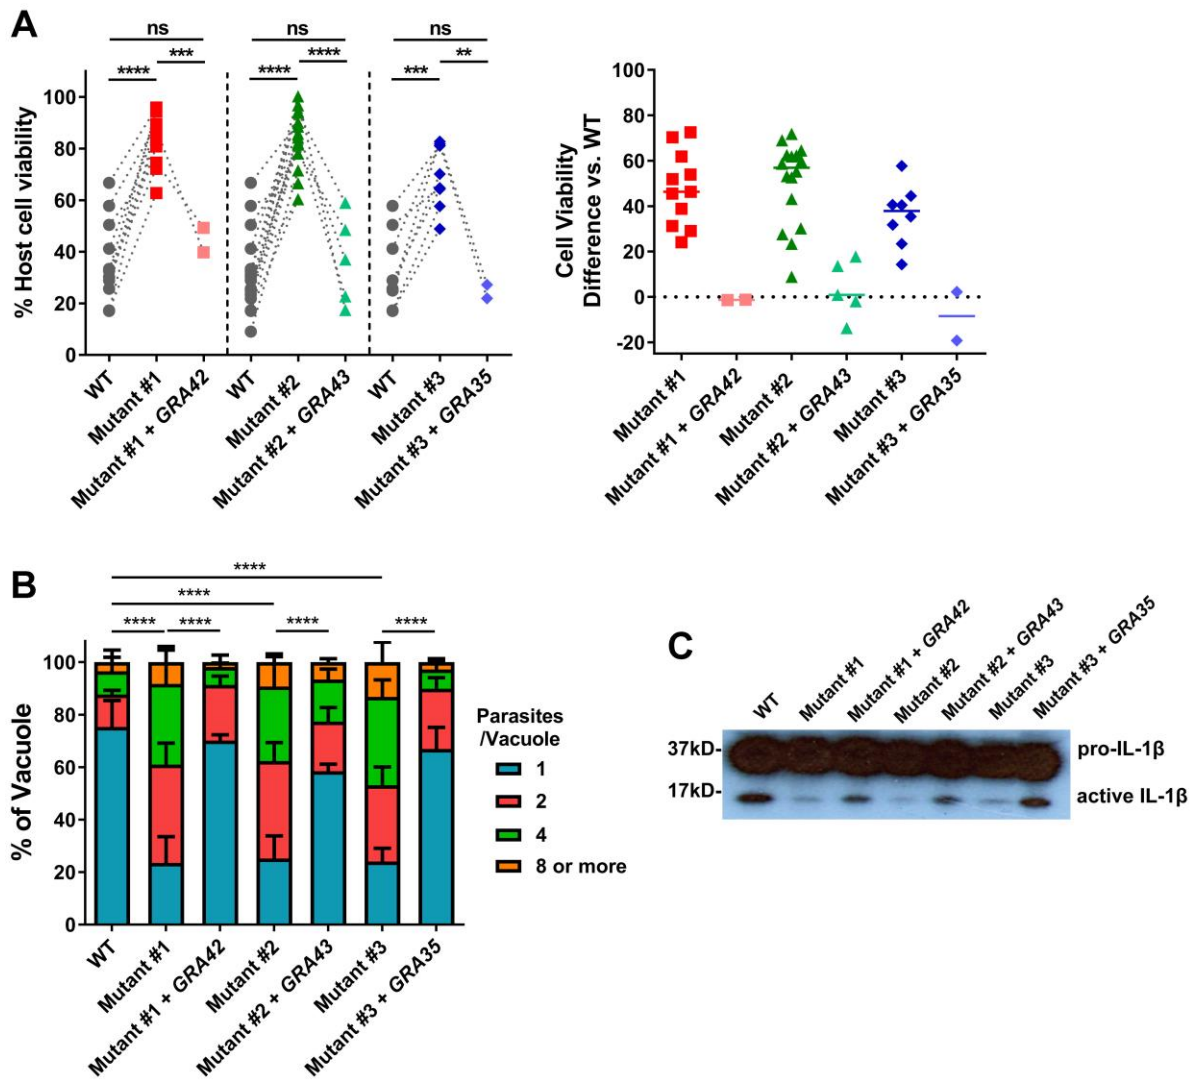 A
ns
ns
ns
*** 
**** 
**
****
****
***
% Host cell viability
100
80
60
40
20
0
WT
Mutant #1
Mutant #1 + GRA42
WT
Mutant #2
Mutant #2 + GRA43
WT
Mutant #3
Mutant #3 + GRA35
Cell Viability
Difference vs. WT
100
80
60
40
20
0
-20
Mutant #1
Mutant #1 + GRA42
Mutant #2
Mutant #2 + GRA43
Mutant #3
Mutant #3 + GRA35
B
****
****
****
****
****
****
% of Vacuole
100
80
60
40
20
0
WT
Mutant #1
Mutant #1 + GRA42
Mutant #2
Mutant #2 + GRA43
Mutant #3
Mutant #3 + GRA35
Parasites
/Vacuole
1
2
4
8 or more
C
WT
Mutant #1
Mutant #1 + GRA42
Mutant #2
Mutant #2 + GRA43
Mutant #3
Mutant #3 + GRA35
37kD-
17kD-
pro-IL-1β
active IL-1β